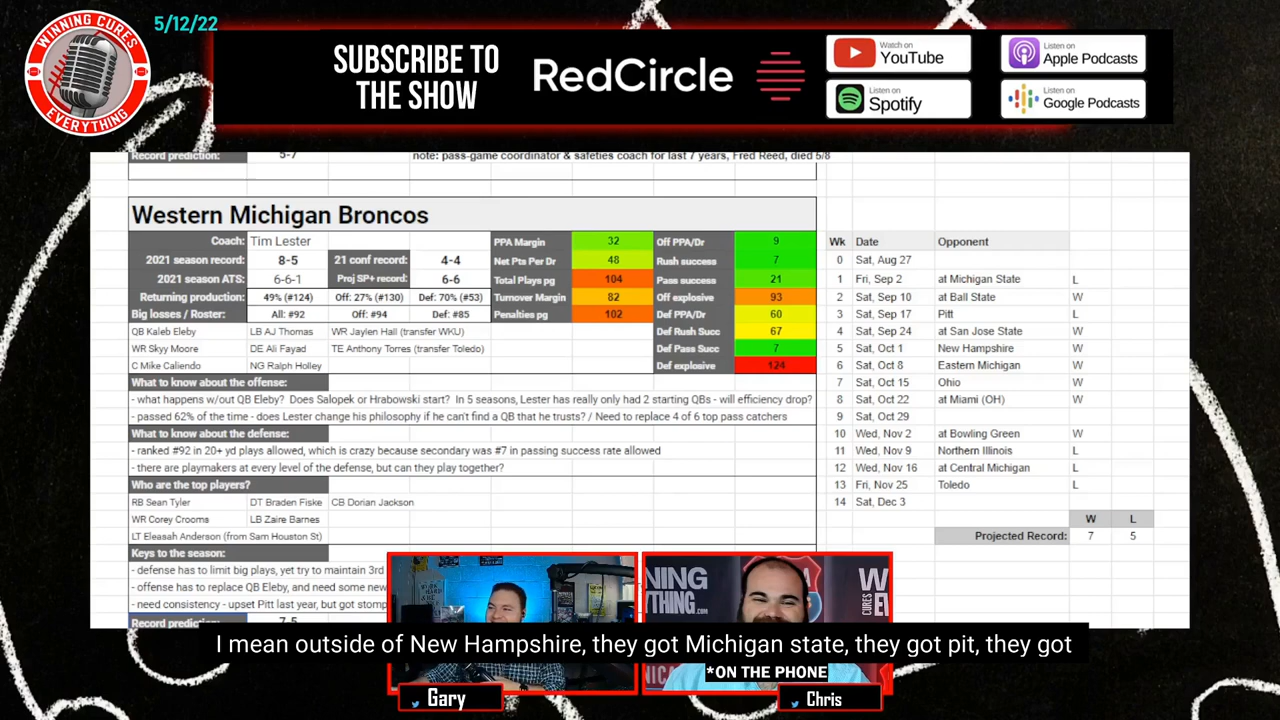 5/12/22
WINNING CURES
EVERYTHING
SUBSCRIBE TO
THE SHOW
RedCircle
Watch on
YouTube
Listen on
Apple Podcasts
Listen on
Spotify
Listen on
Google Podcasts
Record prediction: 5-7 note: pass-game coordinator & safeties coach for last 7 years, Fred Reed, died 5/8
Western Michigan Broncos
Coach: Tim Lester PPA Margin 32 Off PPA/Dr 9
2021 season record: 8-5 21 conf record: 4-4 Net Pts Per Dr 48 Rush success 7
2021 season ATS: 6-6-1 Proj SP+ record: 6-6 Total Plays pg 104 Pass success 21
Returning production: 49% (#124) Off: 27% (#130) Def: 70% (#53) Turnover Margin 82 Off explosive 93
Big losses / Roster: All: #92 Off: #94 Def: #85 Penalties pg 102 Def PPA/Dr 60
QB Kaleb Eleby LB AJ Thomas WR Jaylen Hall (transfer WKU) Def Rush Succ 67
WR Skyy Moore DE Ali Fayad TE Anthony Torres (transfer Toledo) Def Pass Succ 7
C Mike Caliendo NG Ralph Holley Def explosive 124
What to know about the offense:
- what happens w/out QB Eleby? Does Salopek or Hrabowski start? In 5 seasons, Lester has really only had 2 starting QBs - will efficiency drop?
- passed 62% of the time - does Lester change his philosophy if he can't find a QB that he trusts? / Need to replace 4 of 6 top pass catchers
What to know about the defense:
- ranked #92 in 20+ yd plays allowed, which is crazy because secondary was #7 in passing success rate allowed
- there are playmakers at every level of the defense, but can they play together?
Who are the top players?
RB Sean Tyler DT Braden Fiske CB Dorian Jackson
WR Corey Crooms LB Zaire Barnes
LT Eleasah Anderson (from Sam Houston St)
Keys to the season:
- defense has to limit big plays, yet try to maintain 3rd
- offense has to replace QB Eleby, and need some new
- need consistency - upset Pitt last year, but got stomp
Record prediction: 7-5
Wk Date Opponent
0 Sat, Aug 27
1 Fri, Sep 2 at Michigan State L
2 Sat, Sep 10 at Ball State W
3 Sat, Sep 17 Pitt L
4 Sat, Sep 24 at San Jose State W
5 Sat, Oct 1 New Hampshire W
6 Sat, Oct 8 Eastern Michigan W
7 Sat, Oct 15 Ohio W
8 Sat, Oct 22 at Miami (OH) W
9 Sat, Oct 29
10 Wed, Nov 2 at Bowling Green W
11 Wed, Nov 9 Northern Illinois L
12 Wed, Nov 16 at Central Michigan L
13 Fri, Nov 25 Toledo L
14 Sat, Dec 3
W L
Projected Record: 7 5
NING
YTHING
.COM
I mean outside of New Hampshire, they got Michigan state, they got pit, they got
*ON THE PHONE
Gary
Chris